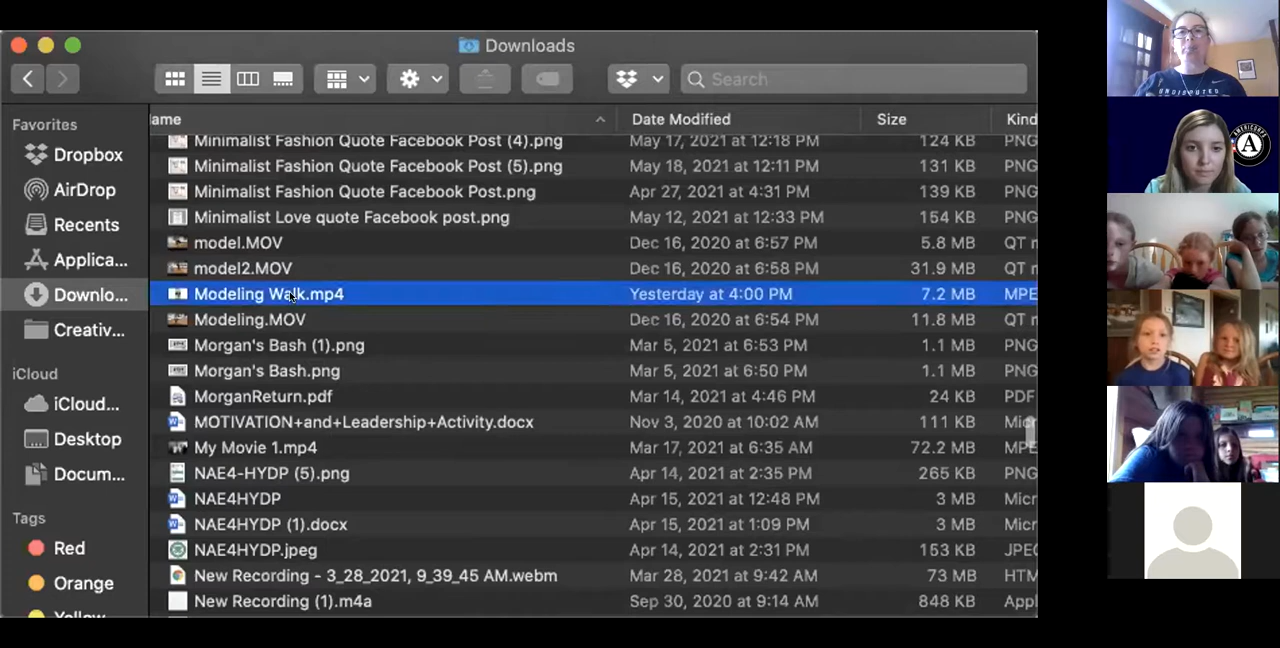 Downloads
Search
Favorites
Dropbox
AirDrop
Recents
Applica...
Downlo...
Creativ...
iCloud
iCloud...
Desktop
Docum...
Tags
Red
Orange
Yellow
ame Date Modified Size Kind
Minimalist Fashion Quote Facebook Post (4).png May 17, 2021 at 12:18 PM 124 KB PNG
Minimalist Fashion Quote Facebook Post (5).png May 18, 2021 at 12:11 PM 131 KB PNG
Minimalist Fashion Quote Facebook Post.png Apr 27, 2021 at 4:31 PM 139 KB PNG
Minimalist Love quote Facebook post.png May 12, 2021 at 12:33 PM 154 KB PNG
model.MOV Dec 16, 2020 at 6:57 PM 5.8 MB QT m
model2.MOV Dec 16, 2020 at 6:58 PM 31.9 MB QT m
Modeling Walk.mp4 Yesterday at 4:00 PM 7.2 MB MPE
Modeling.MOV Dec 16, 2020 at 6:54 PM 11.8 MB QT m
Morgan's Bash (1).png Mar 5, 2021 at 6:53 PM 1.1 MB PNG
Morgan's Bash.png Mar 5, 2021 at 6:50 PM 1.1 MB PNG
MorganReturn.pdf Mar 14, 2021 at 4:46 PM 24 KB PDF
MOTIVATION+and+Leadership+Activity.docx Nov 3, 2020 at 10:02 AM 111 KB Micr
My Movie 1.mp4 Mar 17, 2021 at 6:35 AM 72.2 MB MPE
NAE4-HYDP (5).png Apr 14, 2021 at 2:35 PM 265 KB PNG
NAE4HYDP Apr 15, 2021 at 12:48 PM 3 MB Micr
NAE4HYDP (1).docx Apr 15, 2021 at 1:09 PM 3 MB Micr
NAE4HYDP.jpeg Apr 14, 2021 at 2:31 PM 153 KB JPEG
New Recording - 3_28_2021, 9_39_45 AM.webm Mar 28, 2021 at 9:42 AM 73 MB HTM
New Recording (1).m4a Sep 30, 2020 at 9:14 AM 848 KB Appl
UNDISPUTED
AMERICORPS
A